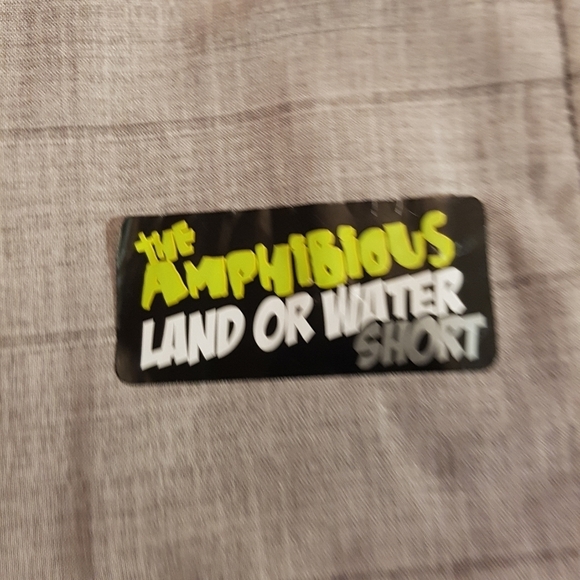 THE
AMPHIBIOUS
LAND OR WATER
SHORT